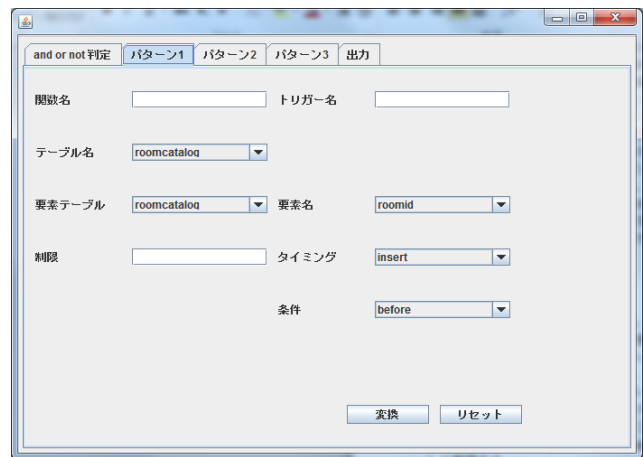 and or not 判定 パターン1 パターン2 パターン3 出力
関数名 トリガー名
テーブル名 roomcatalog
要素テーブル roomcatalog 要素名 roomid
制限 タイミング insert
条件 before
変換 リセット